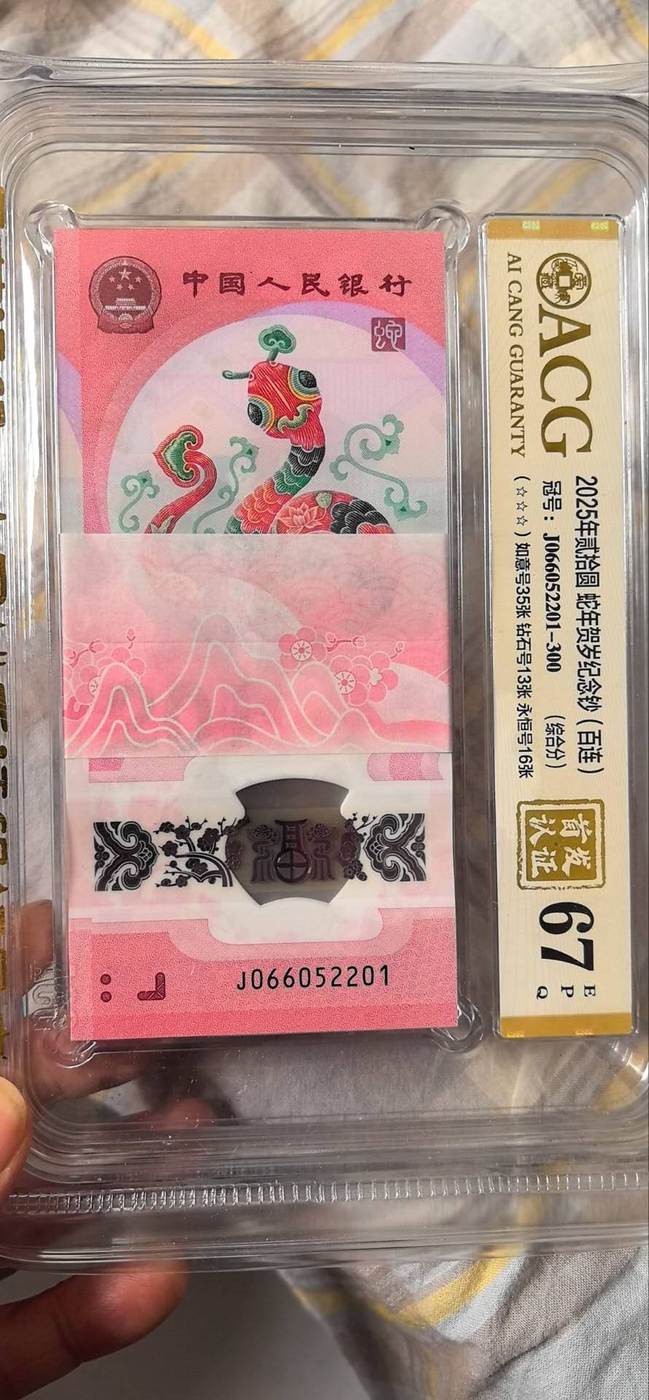 中国人民银行
J066052201
ACG
AI CANG GUARANTY
2025年贰拾圆 蛇年贺岁纪念钞（百连）
冠号：J066052201-300 （综合分）
（☆☆☆）如意号35张 钻石号13张 永恒号16张
首发
认证
67
E
P
Q